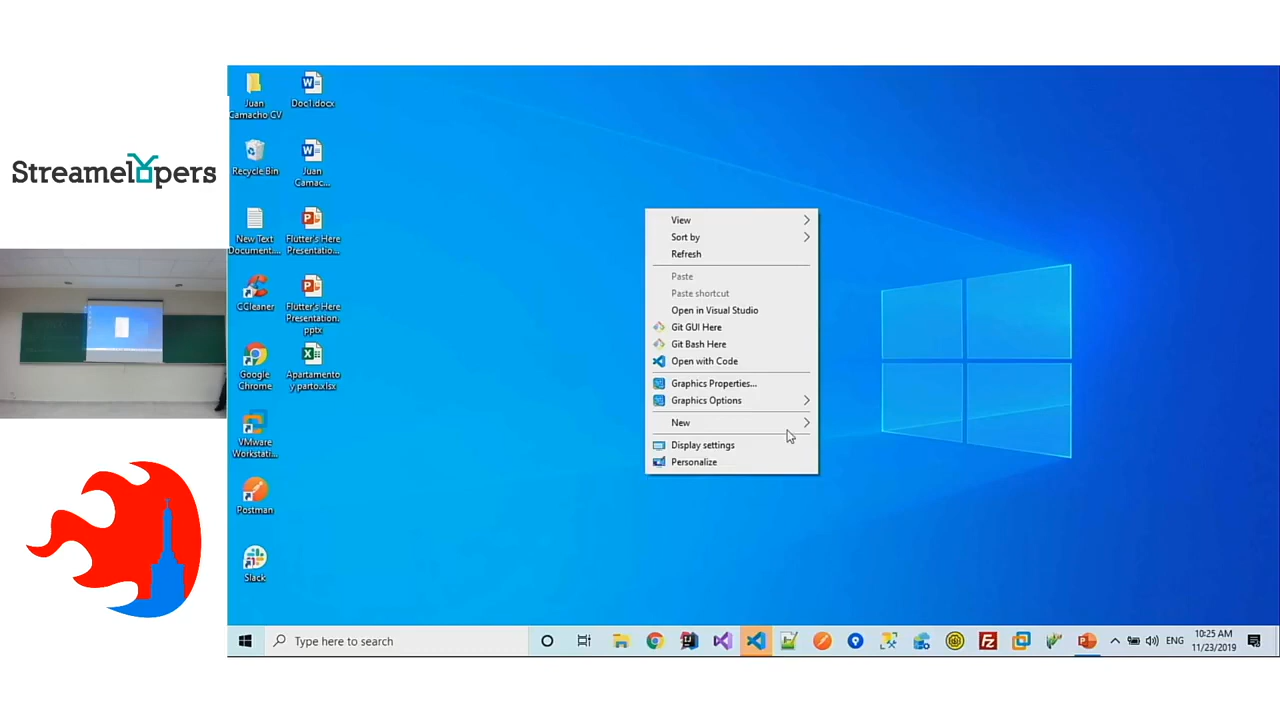 Streamelopers
Juan
Camacho CV
Doc1.docx
Recycle Bin
Juan
Camac...
New Text
Document....
Flutter's Here
Presentatio...
CCleaner
Flutter's Here
Presentation.
pptx
Google
Chrome
Apartamento
y parto.xlsx
VMware
Workstati...
Postman
Slack
View
Sort by
Refresh
Paste
Paste shortcut
Open in Visual Studio
Git GUI Here
Git Bash Here
Open with Code
Graphics Properties...
Graphics Options
New
Display settings
Personalize
Type here to search
ENG
10:25 AM
11/23/2019